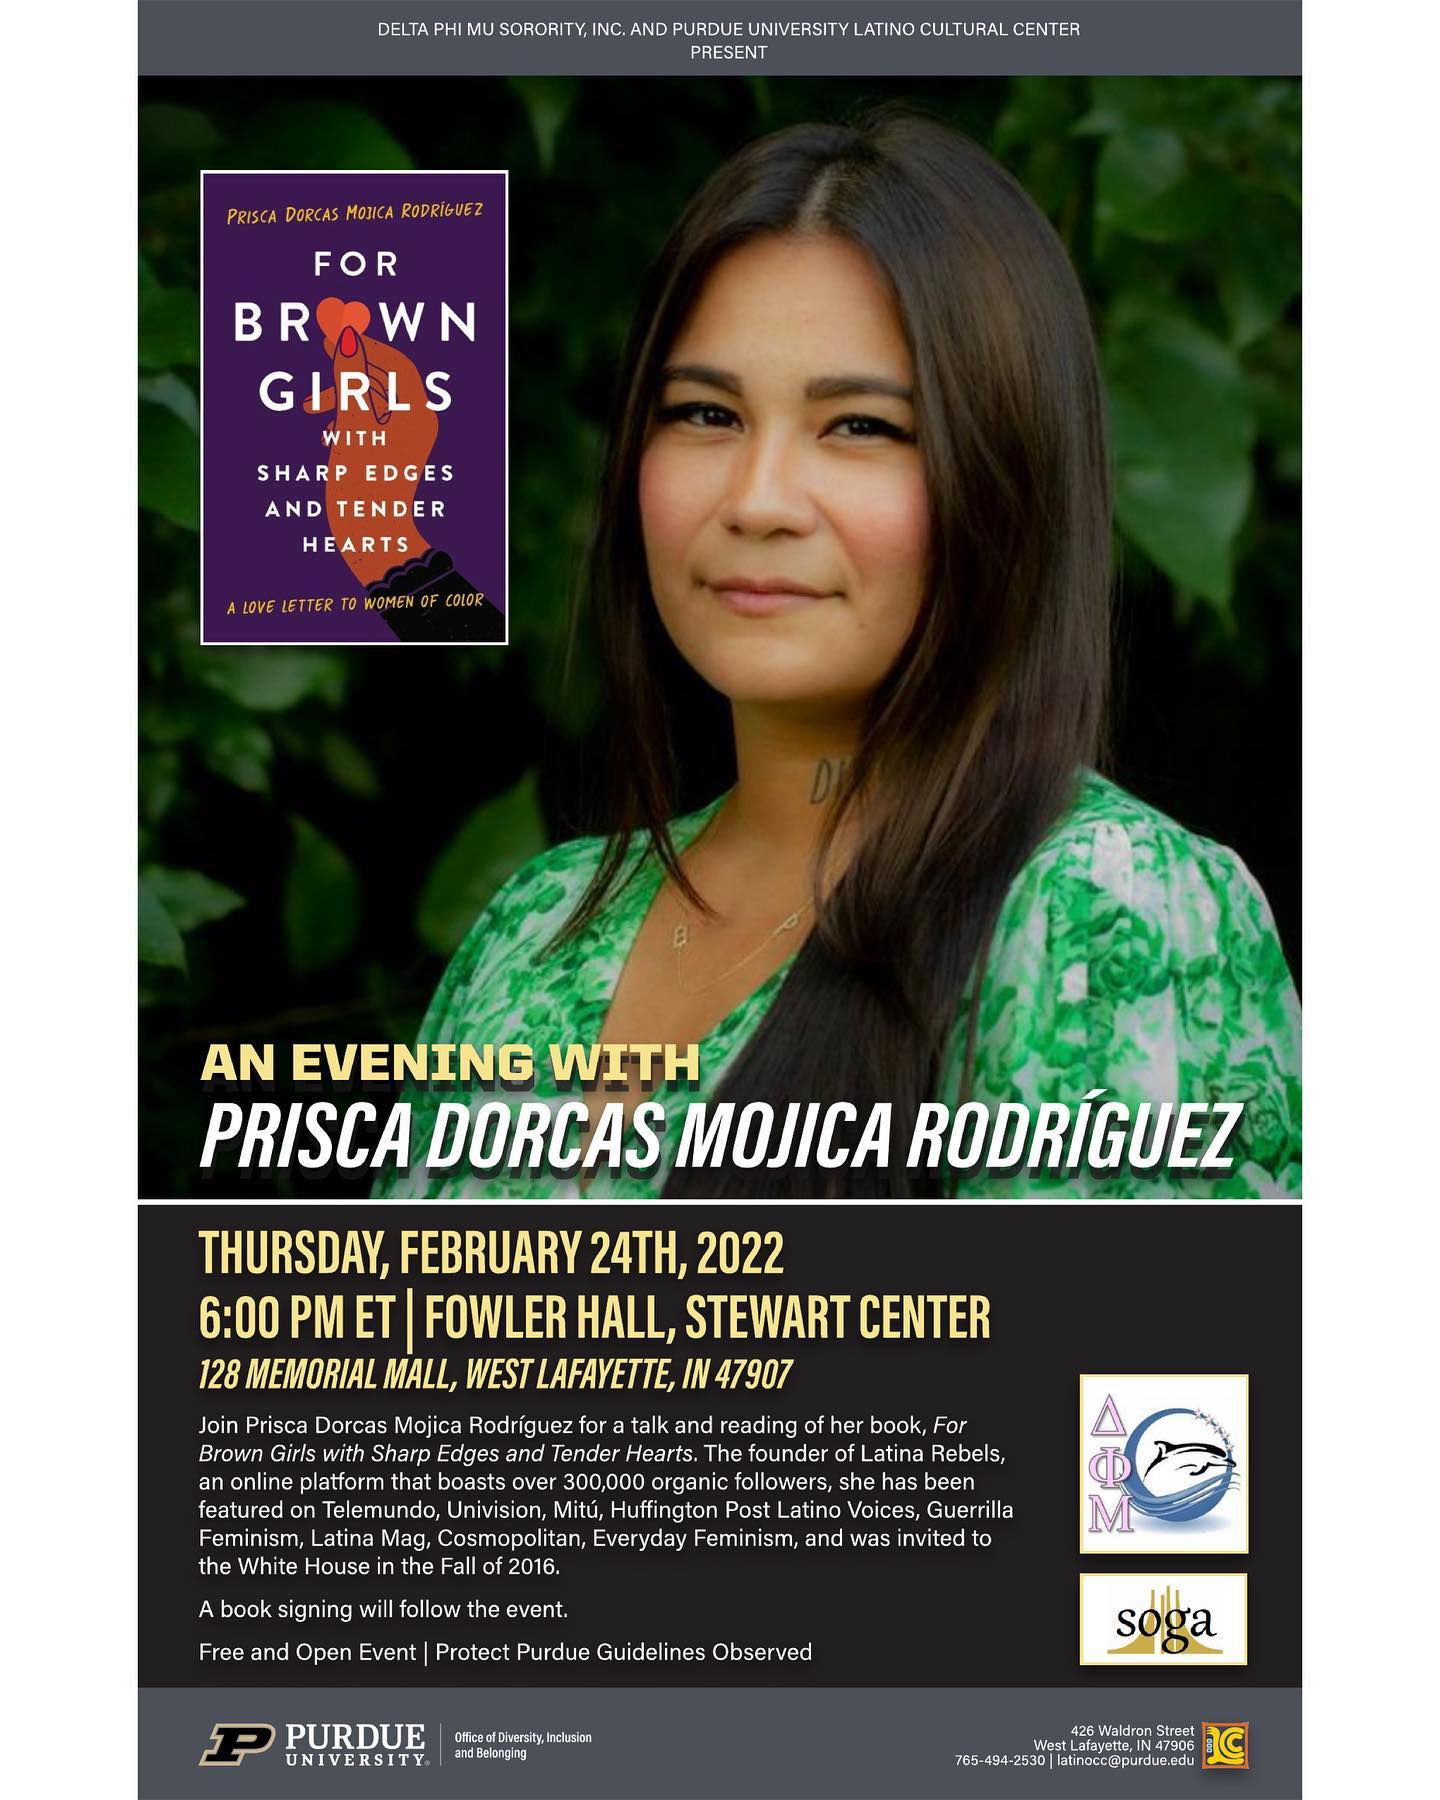 DELTA PHI MU SORORITY, INC. AND PURDUE UNIVERSITY LATINO CULTURAL CENTER
PRESENT
PRISCA DORCAS MOJICA RODRÍGUEZ
FOR
BR WN
GIRLS
WITH
SHARP EDGES
AND TENDER
HEARTS
A LOVE LETTER TO WOMEN OF COLOR
AN EVENING WITH
PRISCA DORCAS MOJICA RODRÍGUEZ
THURSDAY, FEBRUARY 24TH, 2022
6:00 PM ET | FOWLER HALL, STEWART CENTER
128 MEMORIAL MALL, WEST LAFAYETTE, IN 47907
Join Prisca Dorcas Mojica Rodríguez for a talk and reading of her book, For
Brown Girls with Sharp Edges and Tender Hearts. The founder of Latina Rebels,
an online platform that boasts over 300,000 organic followers, she has been
featured on Telemundo, Univision, Mitú, Huffington Post Latino Voices, Guerrilla
Feminism, Latina Mag, Cosmopolitan, Everyday Feminism, and was invited to
the White House in the Fall of 2016.
A book signing will follow the event.
Free and Open Event | Protect Purdue Guidelines Observed
Δ
Φ
Μ
soga
P PURDUE
UNIVERSITY®
Office of Diversity, Inclusion
and Belonging
426 Waldron Street
West Lafayette, IN 47906
765-494-2530 | latinocc@purdue.edu